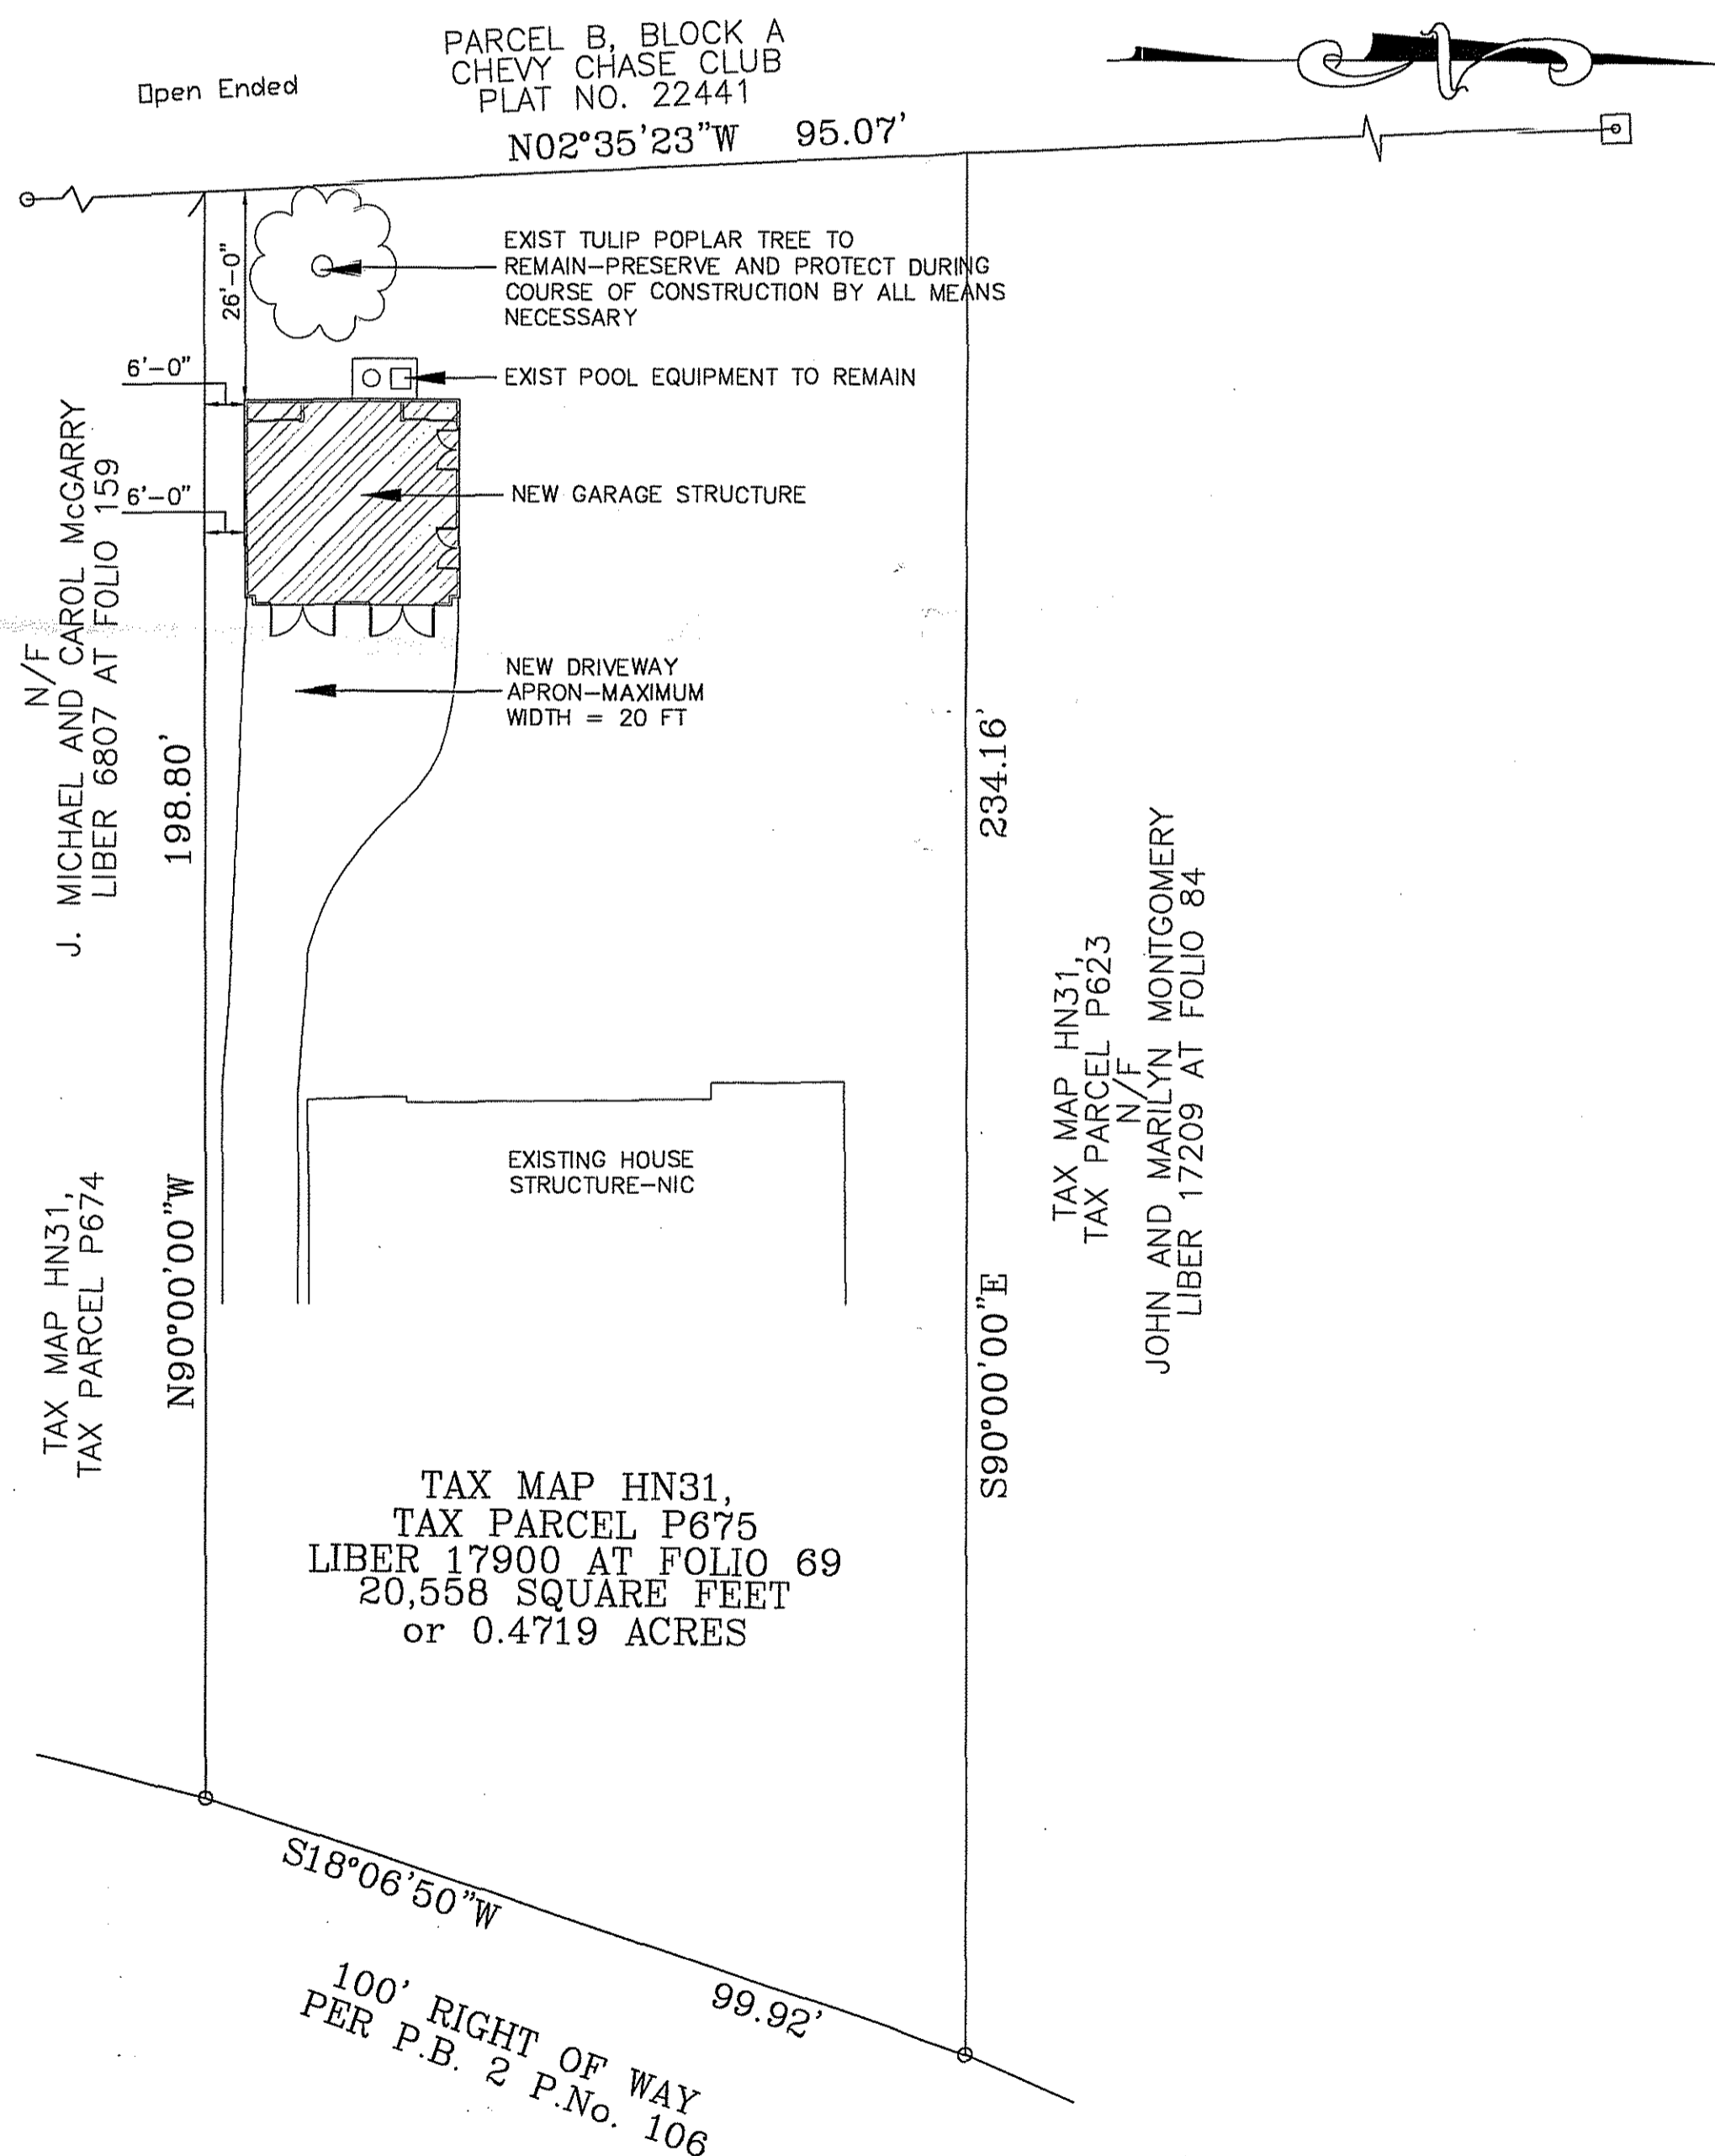 PARCEL B, BLOCK A
CHEVY CHASE CLUB
PLAT NO. 22441
Open Ended
N02°35'23"W 95.07'
EXIST TULIP POPLAR TREE TO
REMAIN-PRESERVE AND PROTECT DURING
COURSE OF CONSTRUCTION BY ALL MEANS
NECESSARY
26'-0"
6'-0"
EXIST POOL EQUIPMENT TO REMAIN
6'-0"
NEW GARAGE STRUCTURE
N/F
J. MICHAEL AND CAROL McGARRY
LIBER 6807 AT FOLIO 159
NEW DRIVEWAY
APRON-MAXIMUM
WIDTH = 20 FT
198.80'
234.16'
TAX MAP HN31,
TAX PARCEL P623
N/F
JOHN AND MARILYN MONTGOMERY
LIBER 17209 AT FOLIO 84
EXISTING HOUSE
STRUCTURE-NIC
TAX MAP HN31,
TAX PARCEL P674
N90°00'00"W
S90°00'00"E
TAX MAP HN31,
TAX PARCEL P675
LIBER 17900 AT FOLIO 69
20,558 SQUARE FEET
or 0.4719 ACRES
S18°06'50"W
99.92'
100' RIGHT OF WAY
PER P.B. 2 P.No. 106